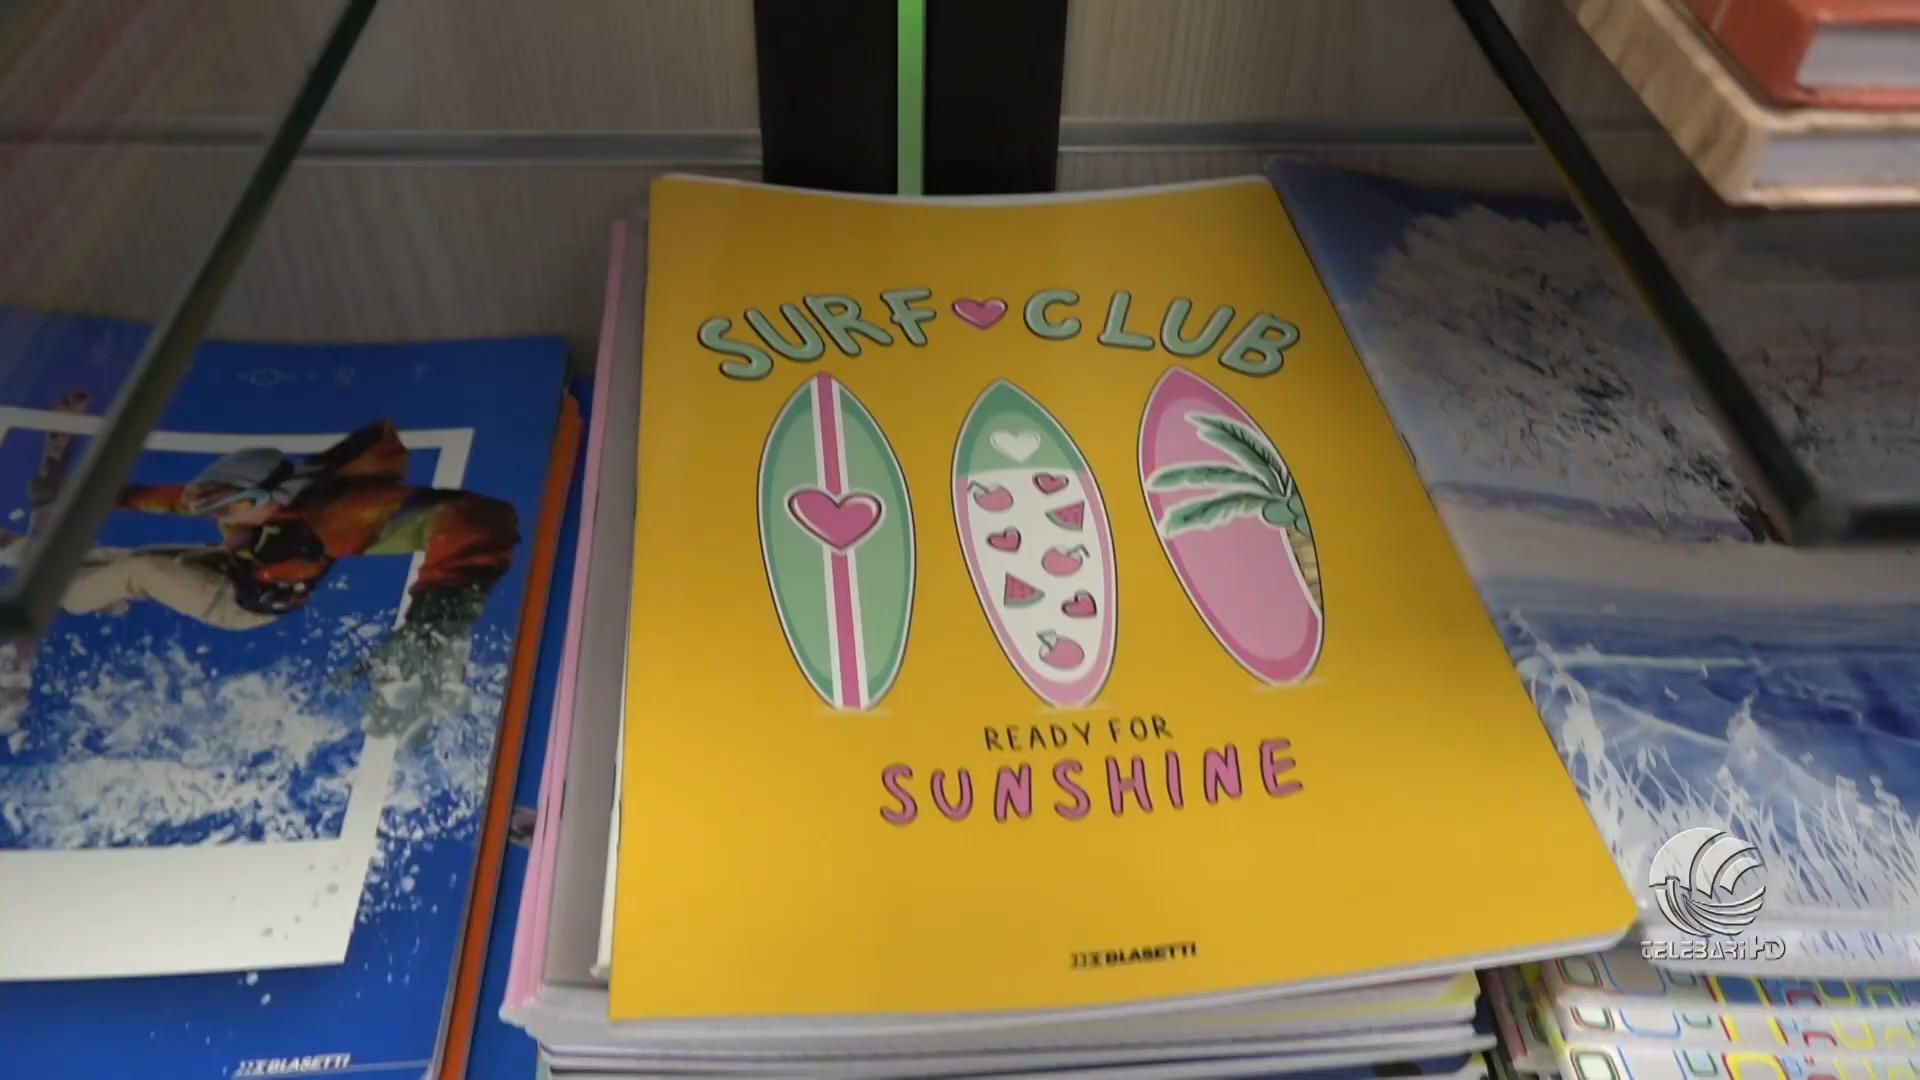 SURF CLUB
READY FOR
SUNSHINE
BLASETTI
BLASETTI
TELEBARI HD